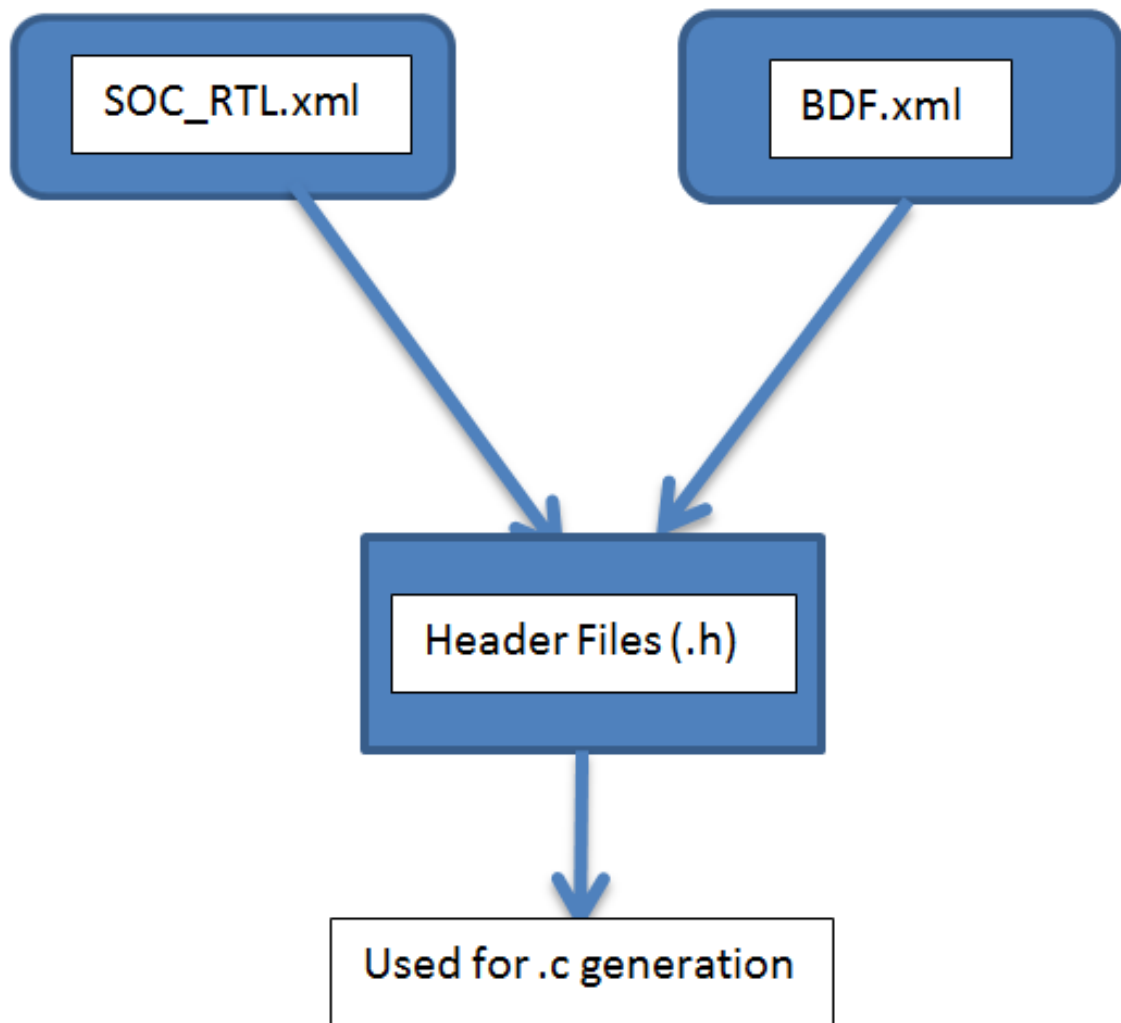 SOC_RTL.xml
BDF.xml
Header Files (.h)
Used for .c generation